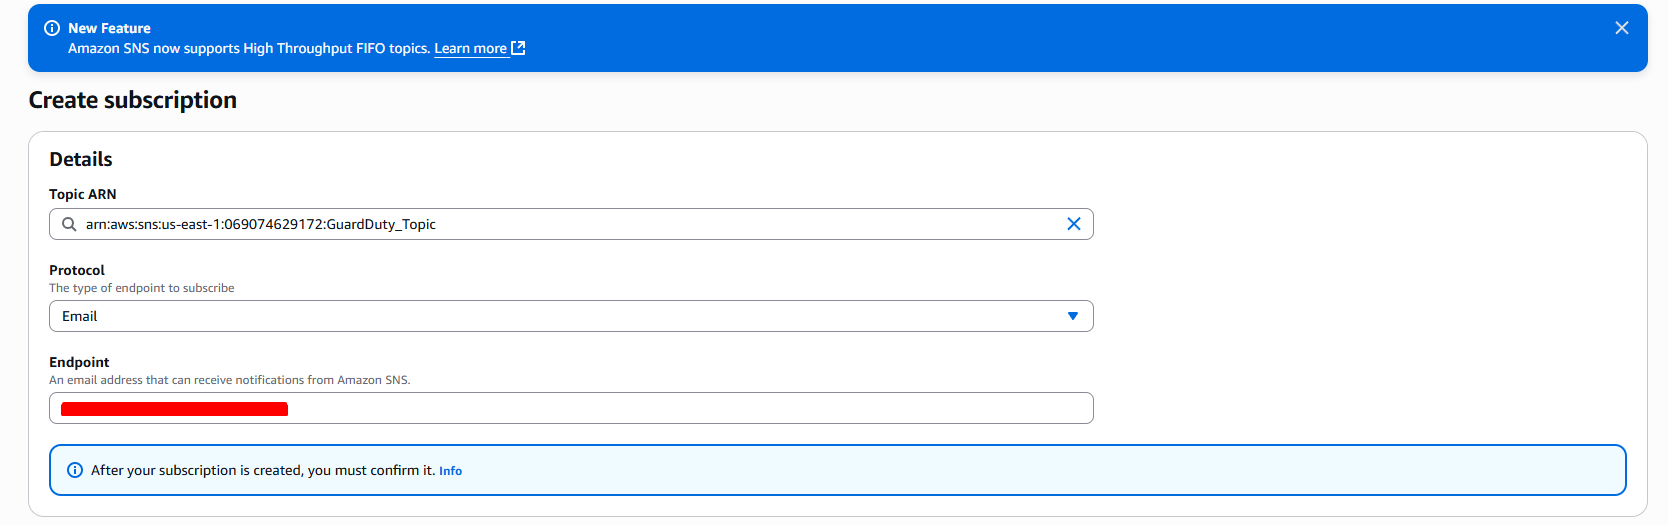 New Feature
Amazon SNS now supports High Throughput FIFO topics. Learn more
Create subscription
Details
Topic ARN
arn:aws:sns:us-east-1:069074629172:GuardDuty_Topic
Protocol
The type of endpoint to subscribe
Email
Endpoint
An email address that can receive notifications from Amazon SNS.
After your subscription is created, you must confirm it. Info